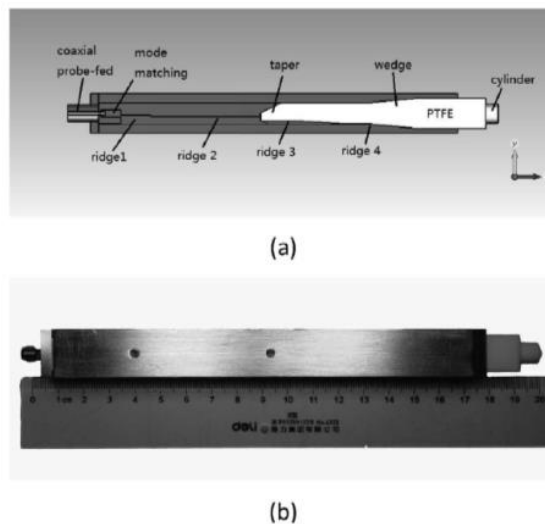 coaxial
probe-fed
mode
matching
taper
wedge
cylinder
PTFE
ridge1
ridge 2
ridge 3
ridge 4
y
(a)
0 1cm 2 3 4 5 6 7 8 9 10 11 12 13 14 15 16 17 18 19 20
deli
(b)